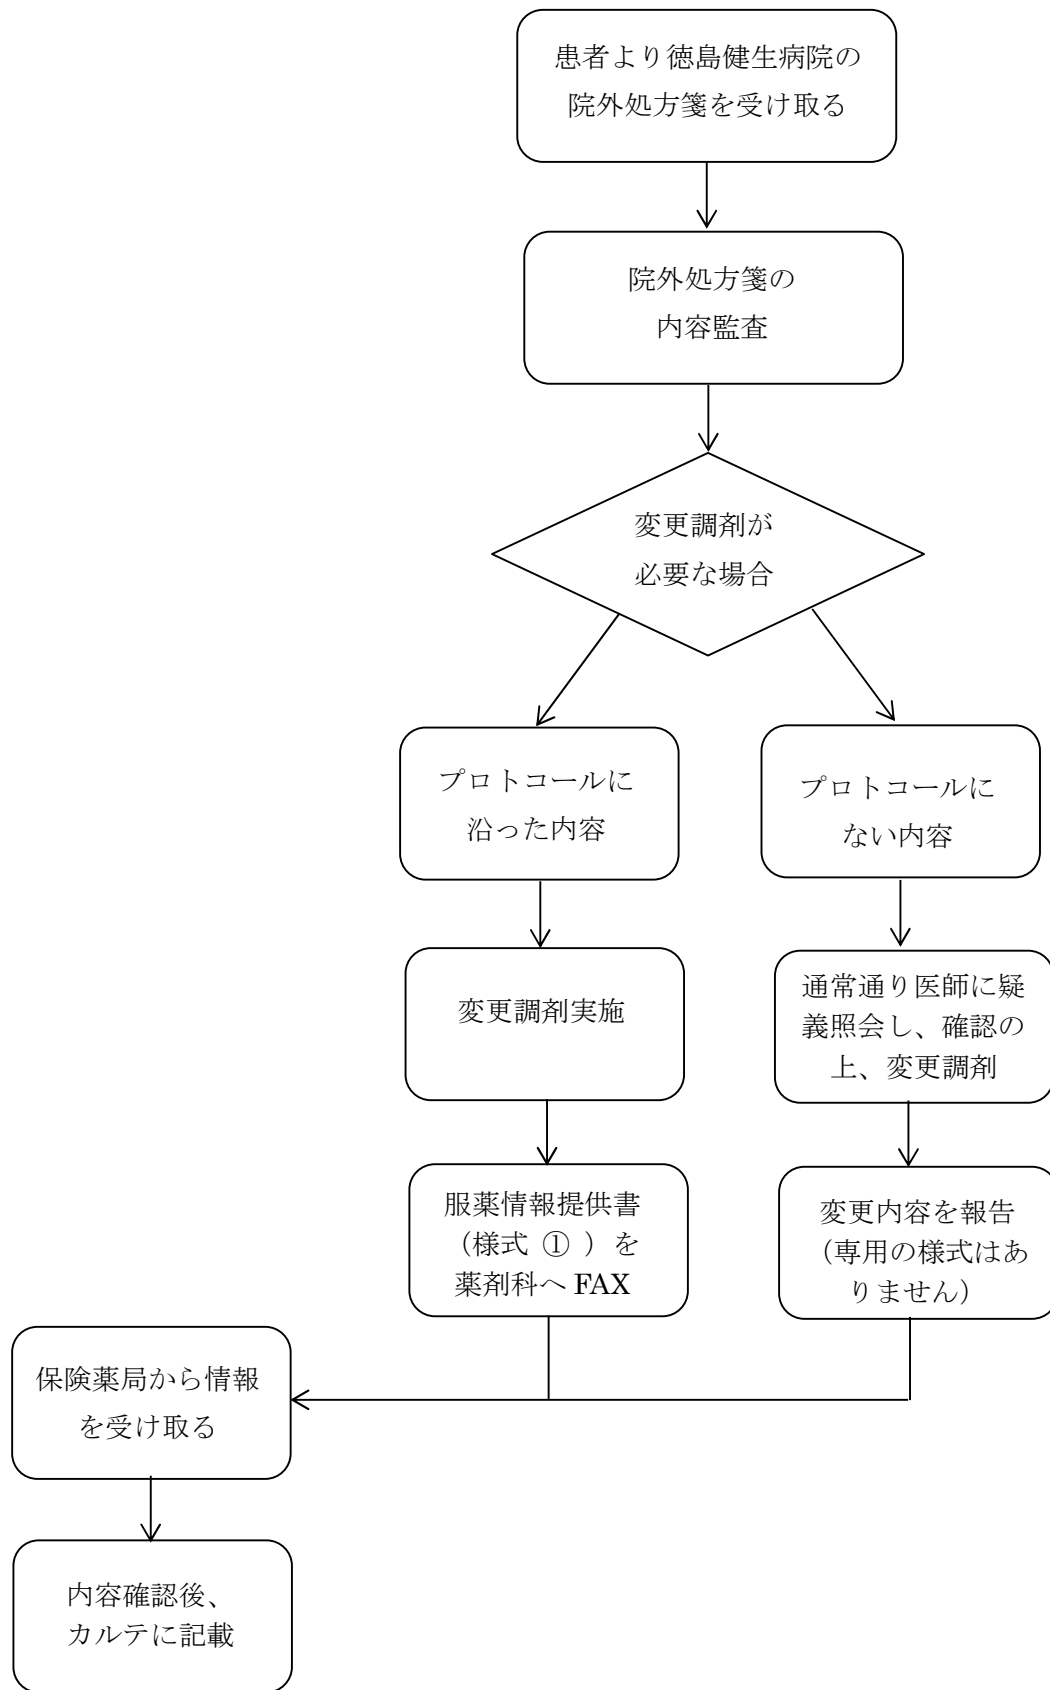 患者より徳島健生病院の
院外処方箋を受け取る
院外処方箋の
内容監査
変更調剤が
必要な場合
プロトコールに
沿った内容
プロトコールに
ない内容
変更調剤実施
通常通り医師に疑
義照会し、確認の
上、変更調剤
服薬情報提供書
（様式 ① ）を
薬剤科へ FAX
変更内容を報告
（専用の様式はあ
りません）
保険薬局から情報
を受け取る
内容確認後、
カルテに記載